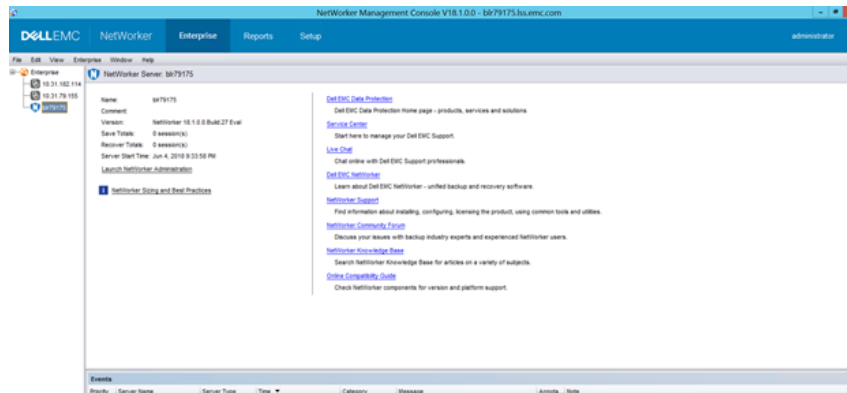 NetWorker Management Console V18.1.0.0 - blr79175.lss.emc.com
DELLEMC NetWorker Enterprise Reports Setup administrator
File Edit View Enterprise Window Help
Enterprise
10.31.182.114
10.31.79.155
blr79175
NetWorker Server: blr79175
Name: blr79175
Comment:
Version: NetWorker 18.1.0.0.Build.27 Eval
Save Totals: 0 session(s)
Recover Totals: 0 session(s)
Server Start Time: Jun 4, 2018 9:33:58 PM
Launch NetWorker Administration
NetWorker Sizing and Best Practices
Dell EMC Data Protection
Dell EMC Data Protection Home page - products, services and solutions.
Service Center
Start here to manage your Dell EMC Support.
Live Chat
Chat online with Dell EMC Support professionals.
Dell EMC NetWorker
Learn about Dell EMC NetWorker - unified backup and recovery software.
NetWorker Support
Find information about installing, configuring, licensing the product, using common tools and utilities.
NetWorker Community Forum
Discuss your issues with backup industry experts and experienced NetWorker users.
NetWorker Knowledge Base
Search NetWorker Knowledge Base for articles on a variety of subjects.
Online Compatibility Guide
Check NetWorker components for version and platform support.
Events
Priority Server Name Server Type Time Category Message Annota.. Note